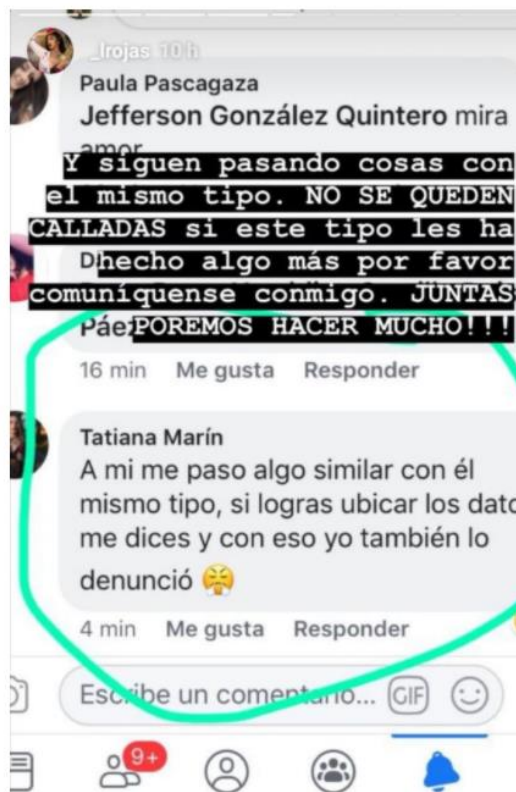 _lrojas 10 h
Paula Pascagaza
Jefferson González Quintero mira
amor
Y siguen pasando cosas con
el mismo tipo. NO SE QUEDEN
CALLADAS si este tipo les ha
hecho algo más por favor
comuníquense conmigo. JUNTAS
POREMOS HACER MUCHO!!!
16 min Me gusta Responder
Tatiana Marín
A mi me paso algo similar con él
mismo tipo, si logras ubicar los dato
me dices y con eso yo también lo
denunció
4 min Me gusta Responder
Escribe un comentario... GIF
9+